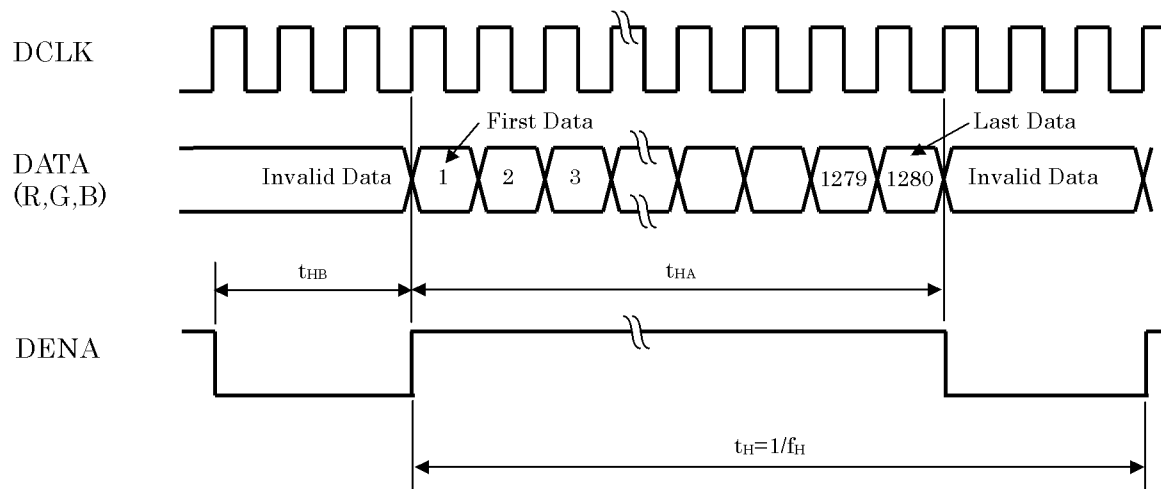 DCLK
First Data
Last Data
DATA
(R,G,B)
Invalid Data
1
2
3
1279
1280
Invalid Data
tHB
tHA
DENA
tH=1/fH